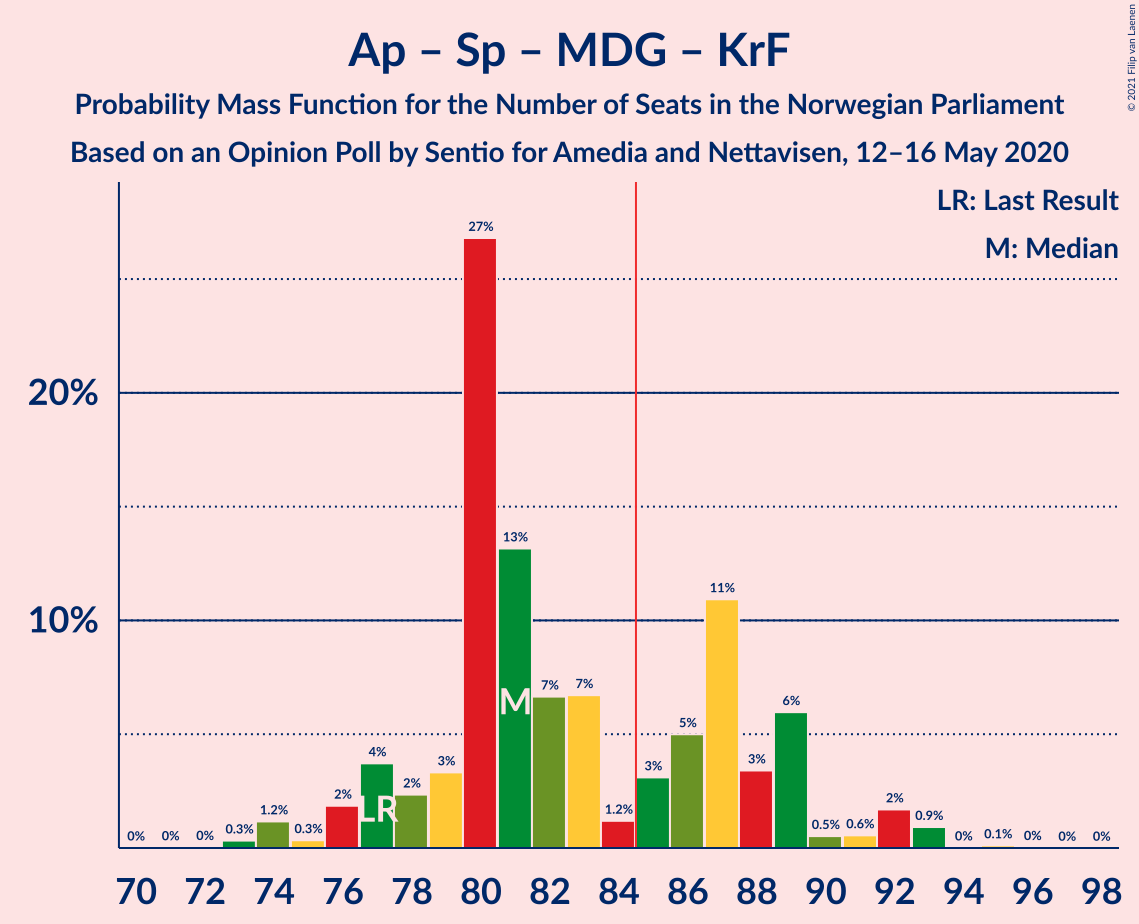 Ap – Sp – MDG – KrF
Probability Mass Function for the Number of Seats in the Norwegian Parliament
Based on an Opinion Poll by Sentio for Amedia and Nettavisen, 12–16 May 2020
© 2021 Filip van Laenen
LR: Last Result
M: Median
20%
10%
0% 0% 0% 0.3% 1.2% 0.3% 2% 4% 2% 3% 27% 13% 7% 7% 1.2% 3% 5% 11% 3% 6% 0.5% 0.6% 2% 0.9% 0% 0.1% 0% 0% 0%
LR
M
70 72 74 76 78 80 82 84 86 88 90 92 94 96 98